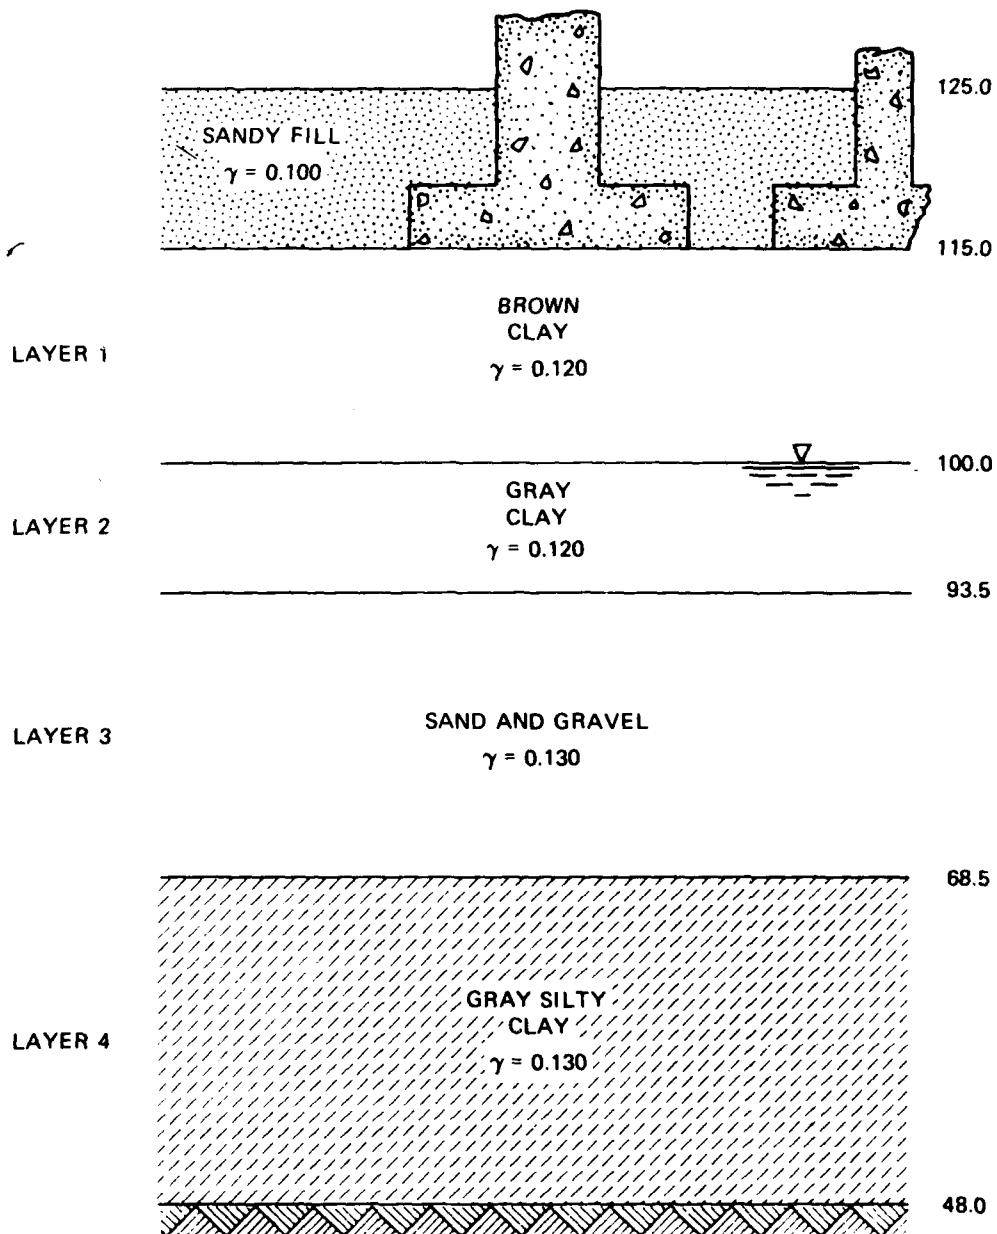 125.0
SANDY FILL
γ = 0.100
115.0
BROWN
CLAY
γ = 0.120
LAYER 1
100.0
GRAY
CLAY
γ = 0.120
LAYER 2
93.5
SAND AND GRAVEL
γ = 0.130
LAYER 3
68.5
GRAY SILTY
CLAY
γ = 0.130
LAYER 4
48.0